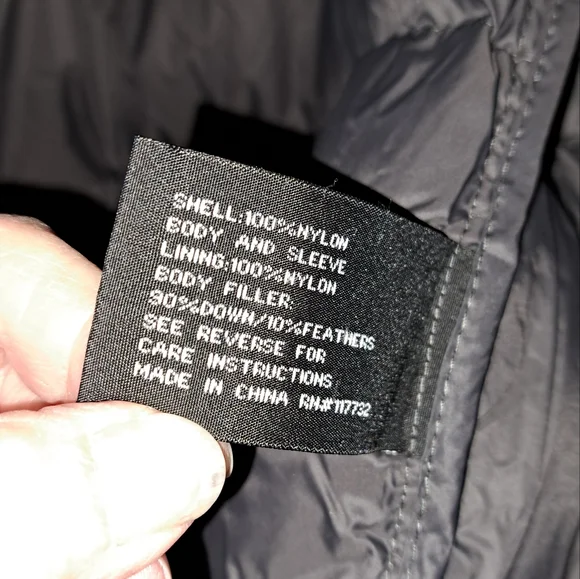 SHELL:100%NYLON
BODY AND SLEEVE
LINING:100%NYLON
BODY FILLER:
90%DOWN/10%FEATHERS
SEE REVERSE FOR
CARE INSTRUCTIONS
MADE IN CHINA RN#117732